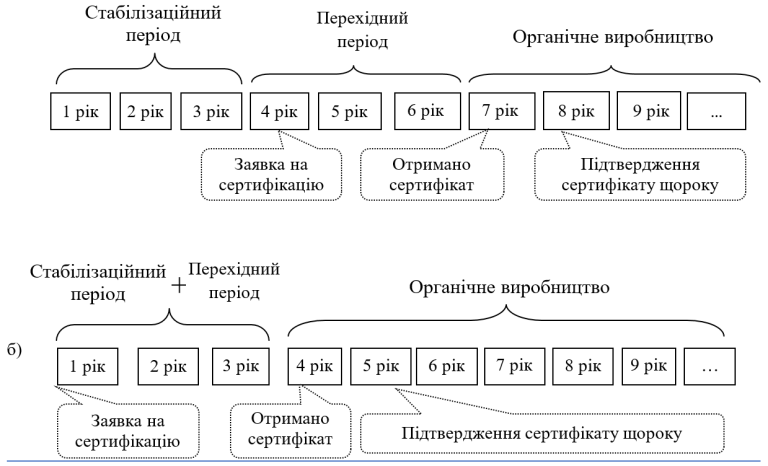 Стабілізаційний
період
Перехідний
період
Органічне виробництво
1 рік
2 рік
3 рік
4 рік
5 рік
6 рік
7 рік
8 рік
9 рік
...
Заявка на
сертифікацію
Отримано
сертифікат
Підтвердження
сертифікату щороку
Стабілізаційний
період
+
Перехідний
період
Органічне виробництво
б)
1 рік
2 рік
3 рік
4 рік
5 рік
6 рік
7 рік
8 рік
9 рік
…
Заявка на
сертифікацію
Отримано
сертифікат
Підтвердження сертифікату щороку